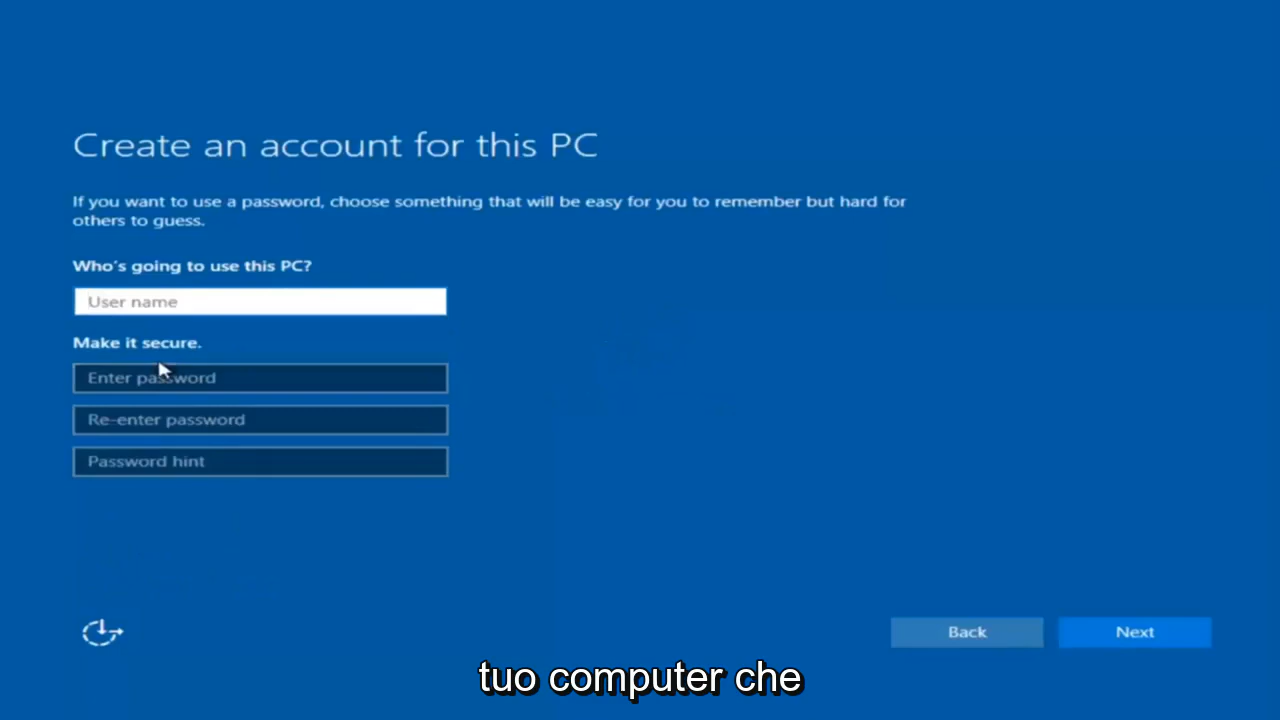 Create an account for this PC
If you want to use a password, choose something that will be easy for you to remember but hard for
others to guess.
Who's going to use this PC?
User name
Make it secure.
Enter password
Re-enter password
Password hint
Back
Next
tuo computer che